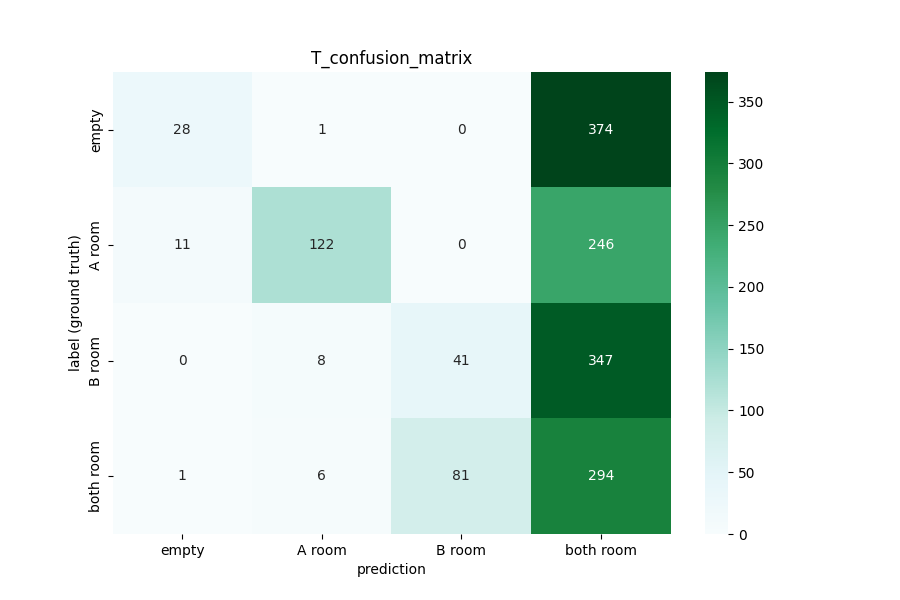 T_confusion_matrix
label (ground truth)
empty
28 1 0 374
A room
11 122 0 246
B room
0 8 41 347
both room
1 6 81 294
empty A room B room both room
prediction
350
300
250
200
150
100
50
0